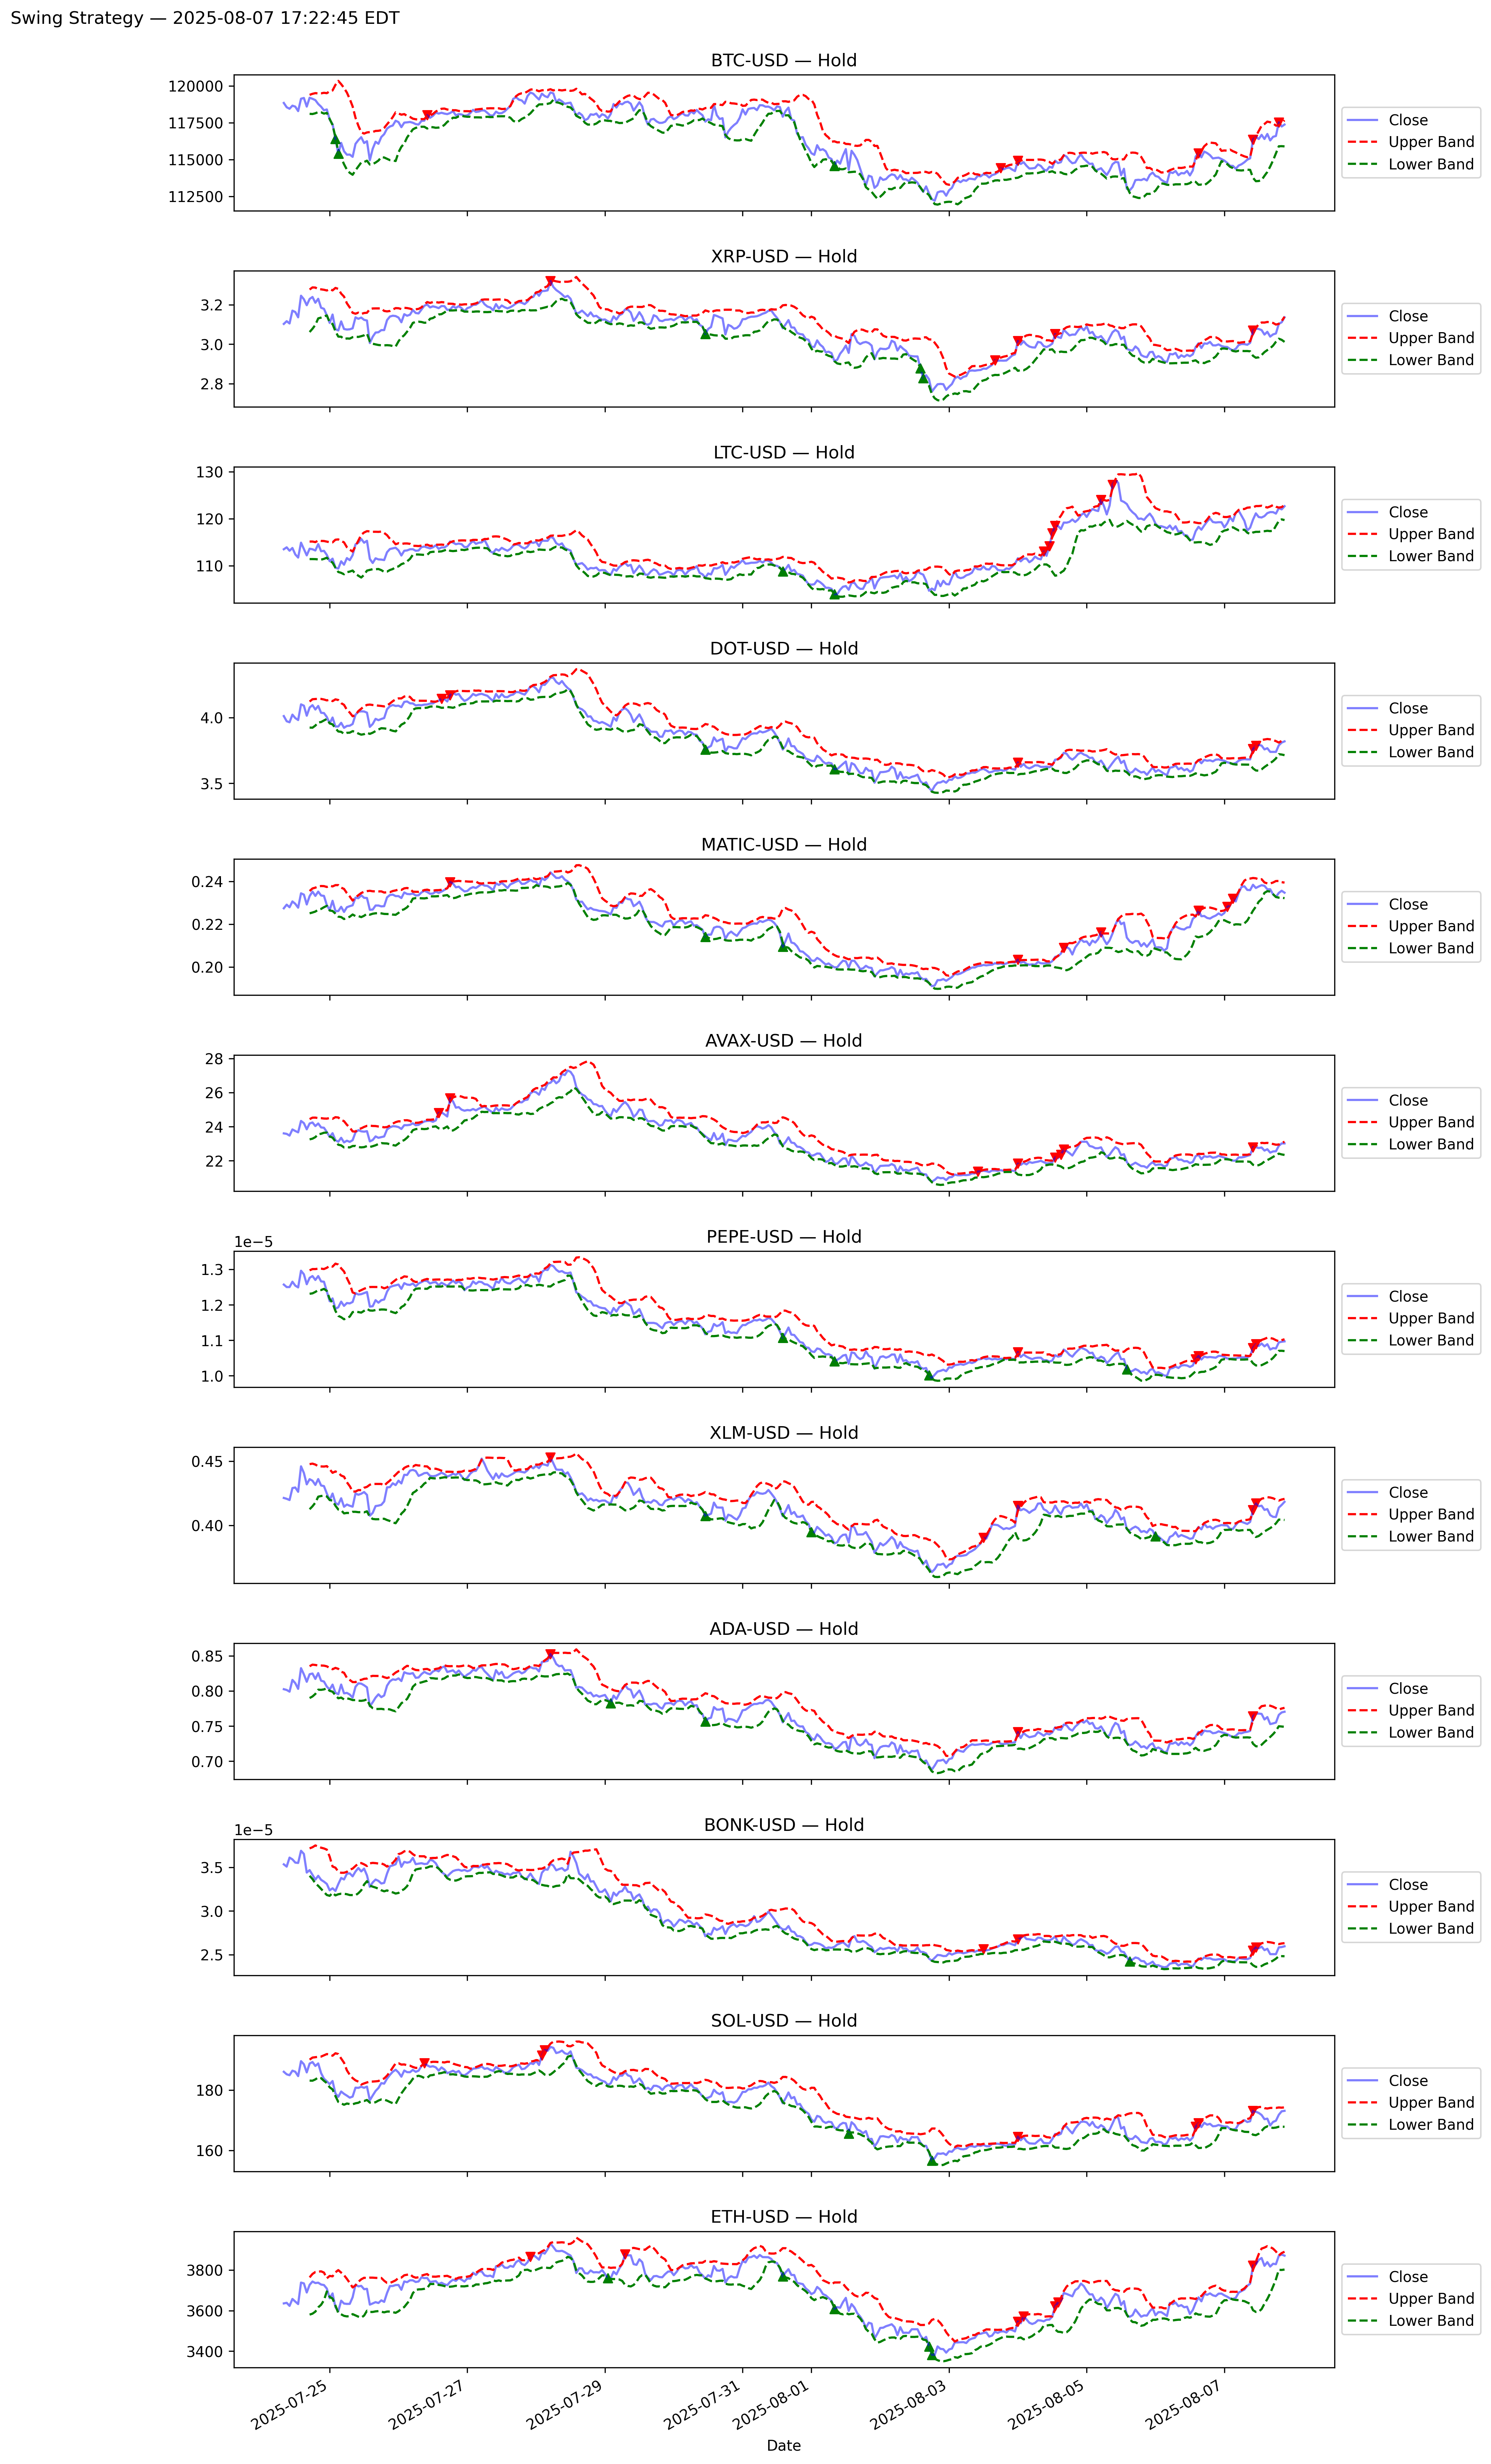 Swing Strategy — 2025-08-07 17:22:45 EDT
BTC-USD — Hold
120000
117500
115000
112500
Close
Upper Band
Lower Band
XRP-USD — Hold
3.2
3.0
2.8
Close
Upper Band
Lower Band
LTC-USD — Hold
130
120
110
Close
Upper Band
Lower Band
DOT-USD — Hold
4.0
3.5
Close
Upper Band
Lower Band
MATIC-USD — Hold
0.24
0.22
0.20
Close
Upper Band
Lower Band
AVAX-USD — Hold
28
26
24
22
Close
Upper Band
Lower Band
PEPE-USD — Hold
1e−5
1.3
1.2
1.1
1.0
Close
Upper Band
Lower Band
XLM-USD — Hold
0.45
0.40
Close
Upper Band
Lower Band
ADA-USD — Hold
0.85
0.80
0.75
0.70
Close
Upper Band
Lower Band
BONK-USD — Hold
1e−5
3.5
3.0
2.5
Close
Upper Band
Lower Band
SOL-USD — Hold
180
160
Close
Upper Band
Lower Band
ETH-USD — Hold
3800
3600
3400
Close
Upper Band
Lower Band
2025-07-25
2025-07-27
2025-07-29
2025-07-31
2025-08-01
2025-08-03
2025-08-05
2025-08-07
Date